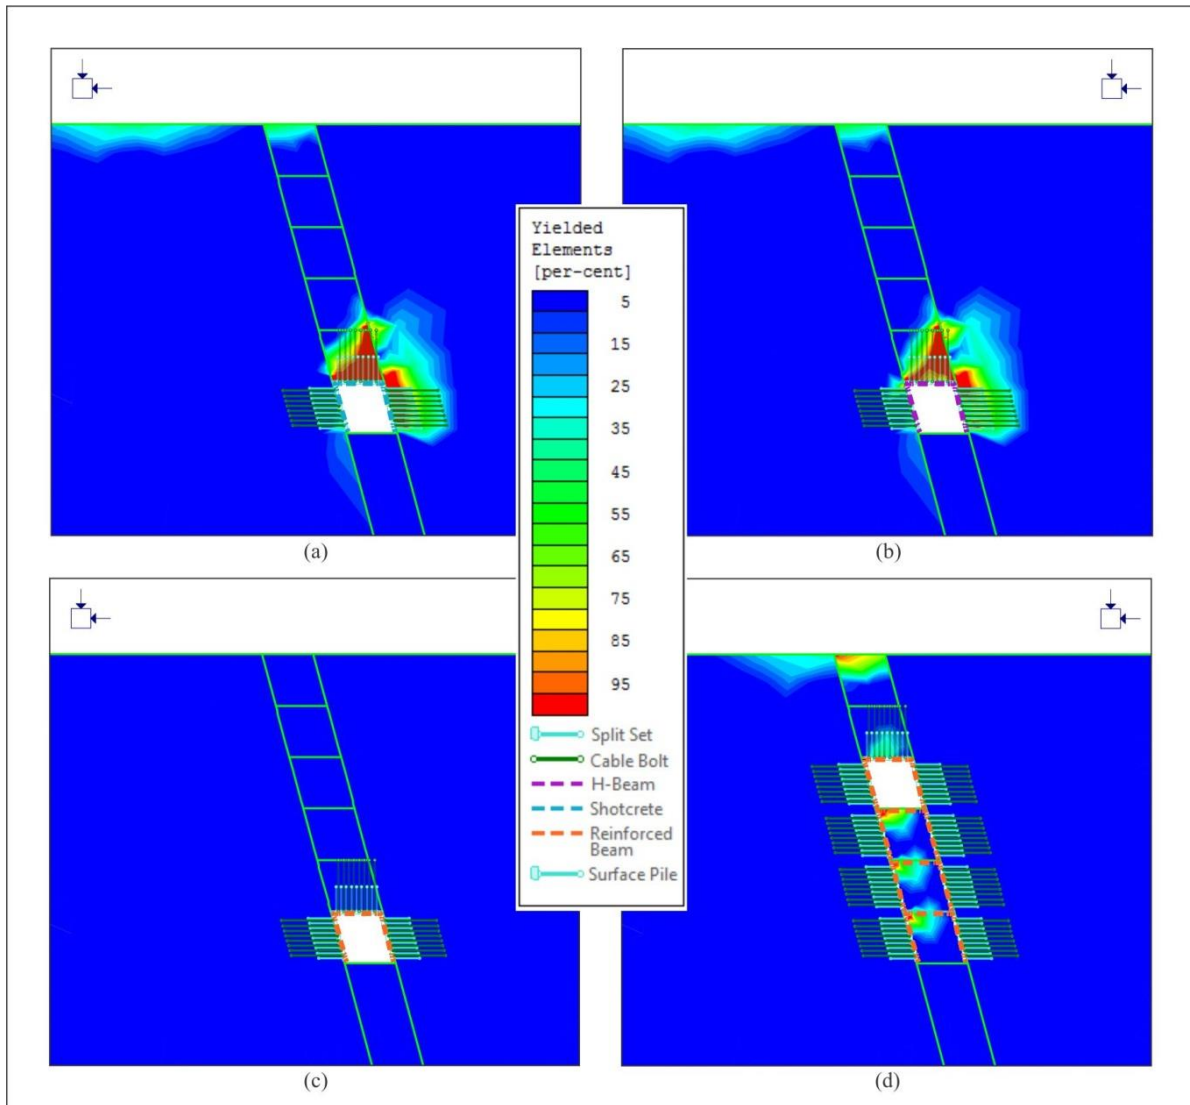 Yielded
Elements
[per-cent]
5
15
25
35
45
55
65
75
85
95
Split Set
Cable Bolt
H-Beam
Shotcrete
Reinforced
Beam
Surface Pile
(a)
(b)
(c)
(d)